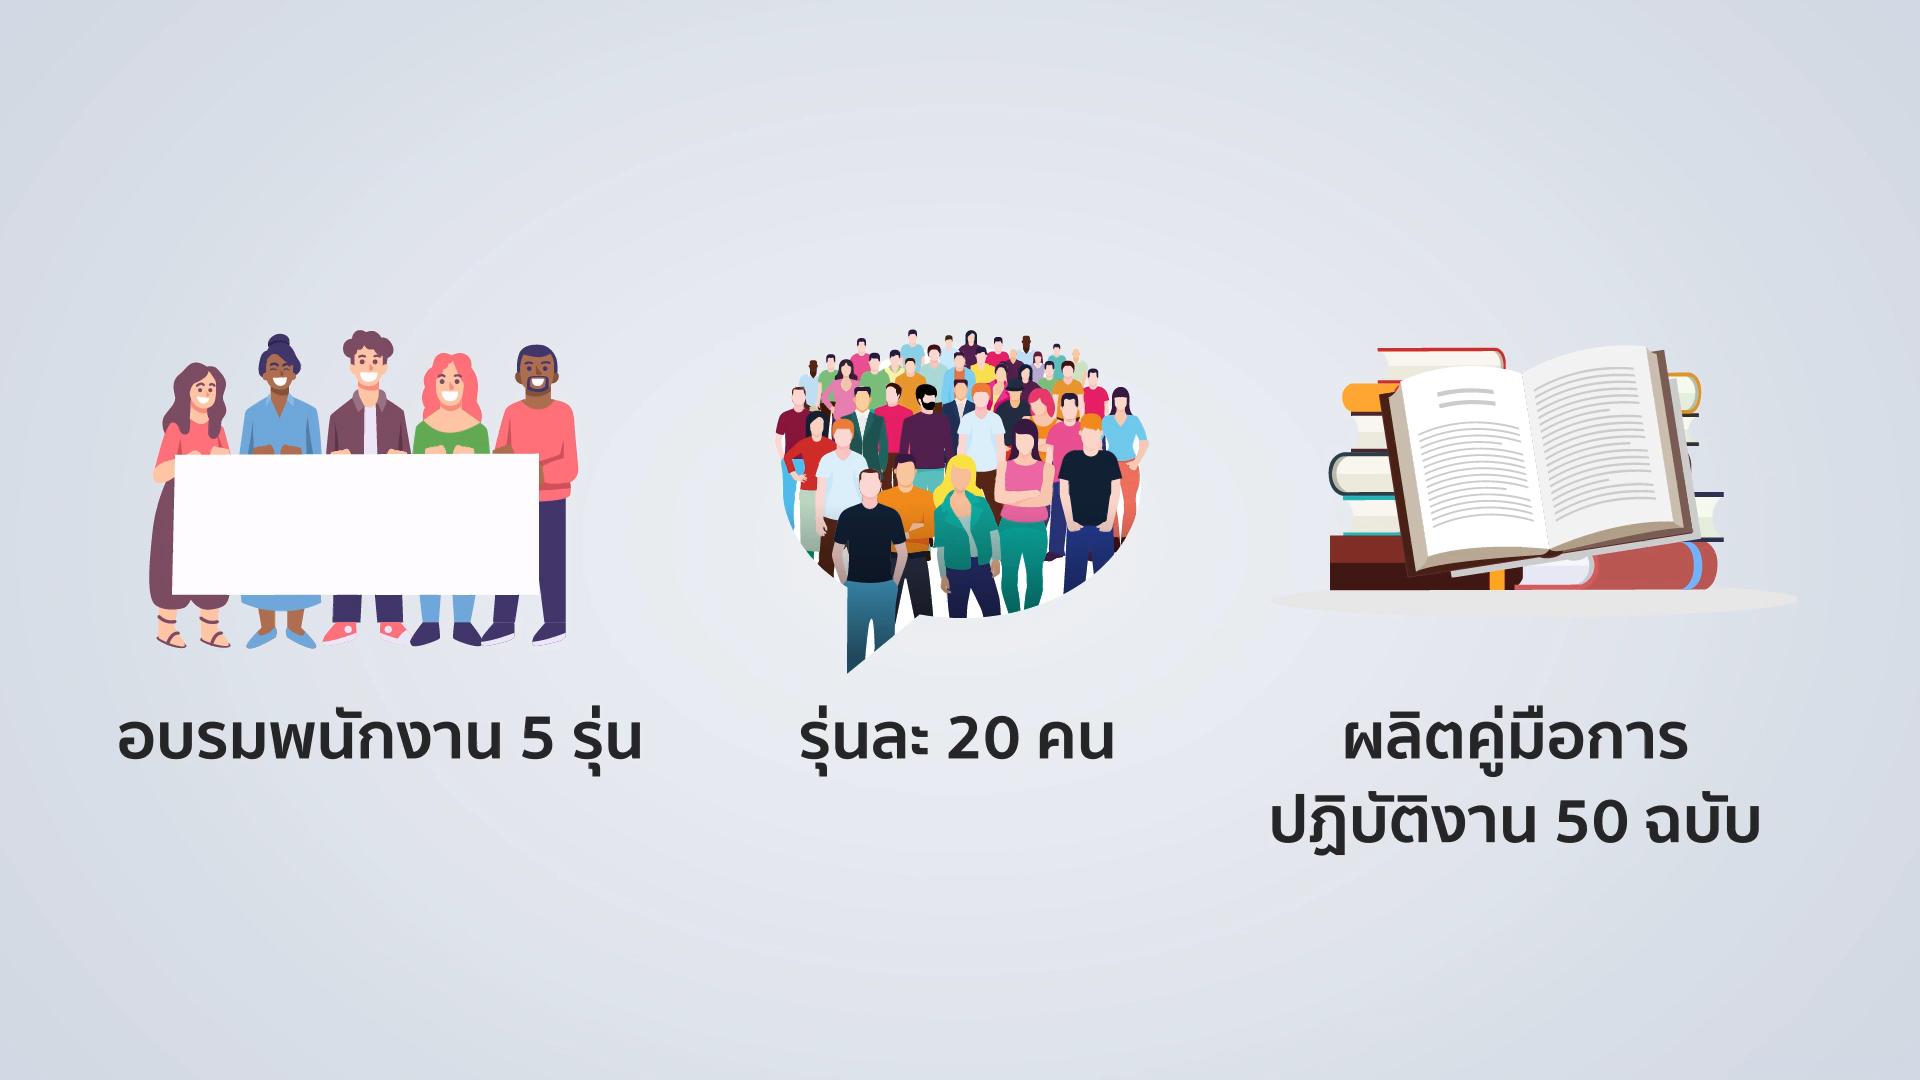 อบรมพนักงาน 5 รุ่น
รุ่นละ 20 คน
ผลิตคู่มือการ
ปฏิบัติงาน 50 ฉบับ